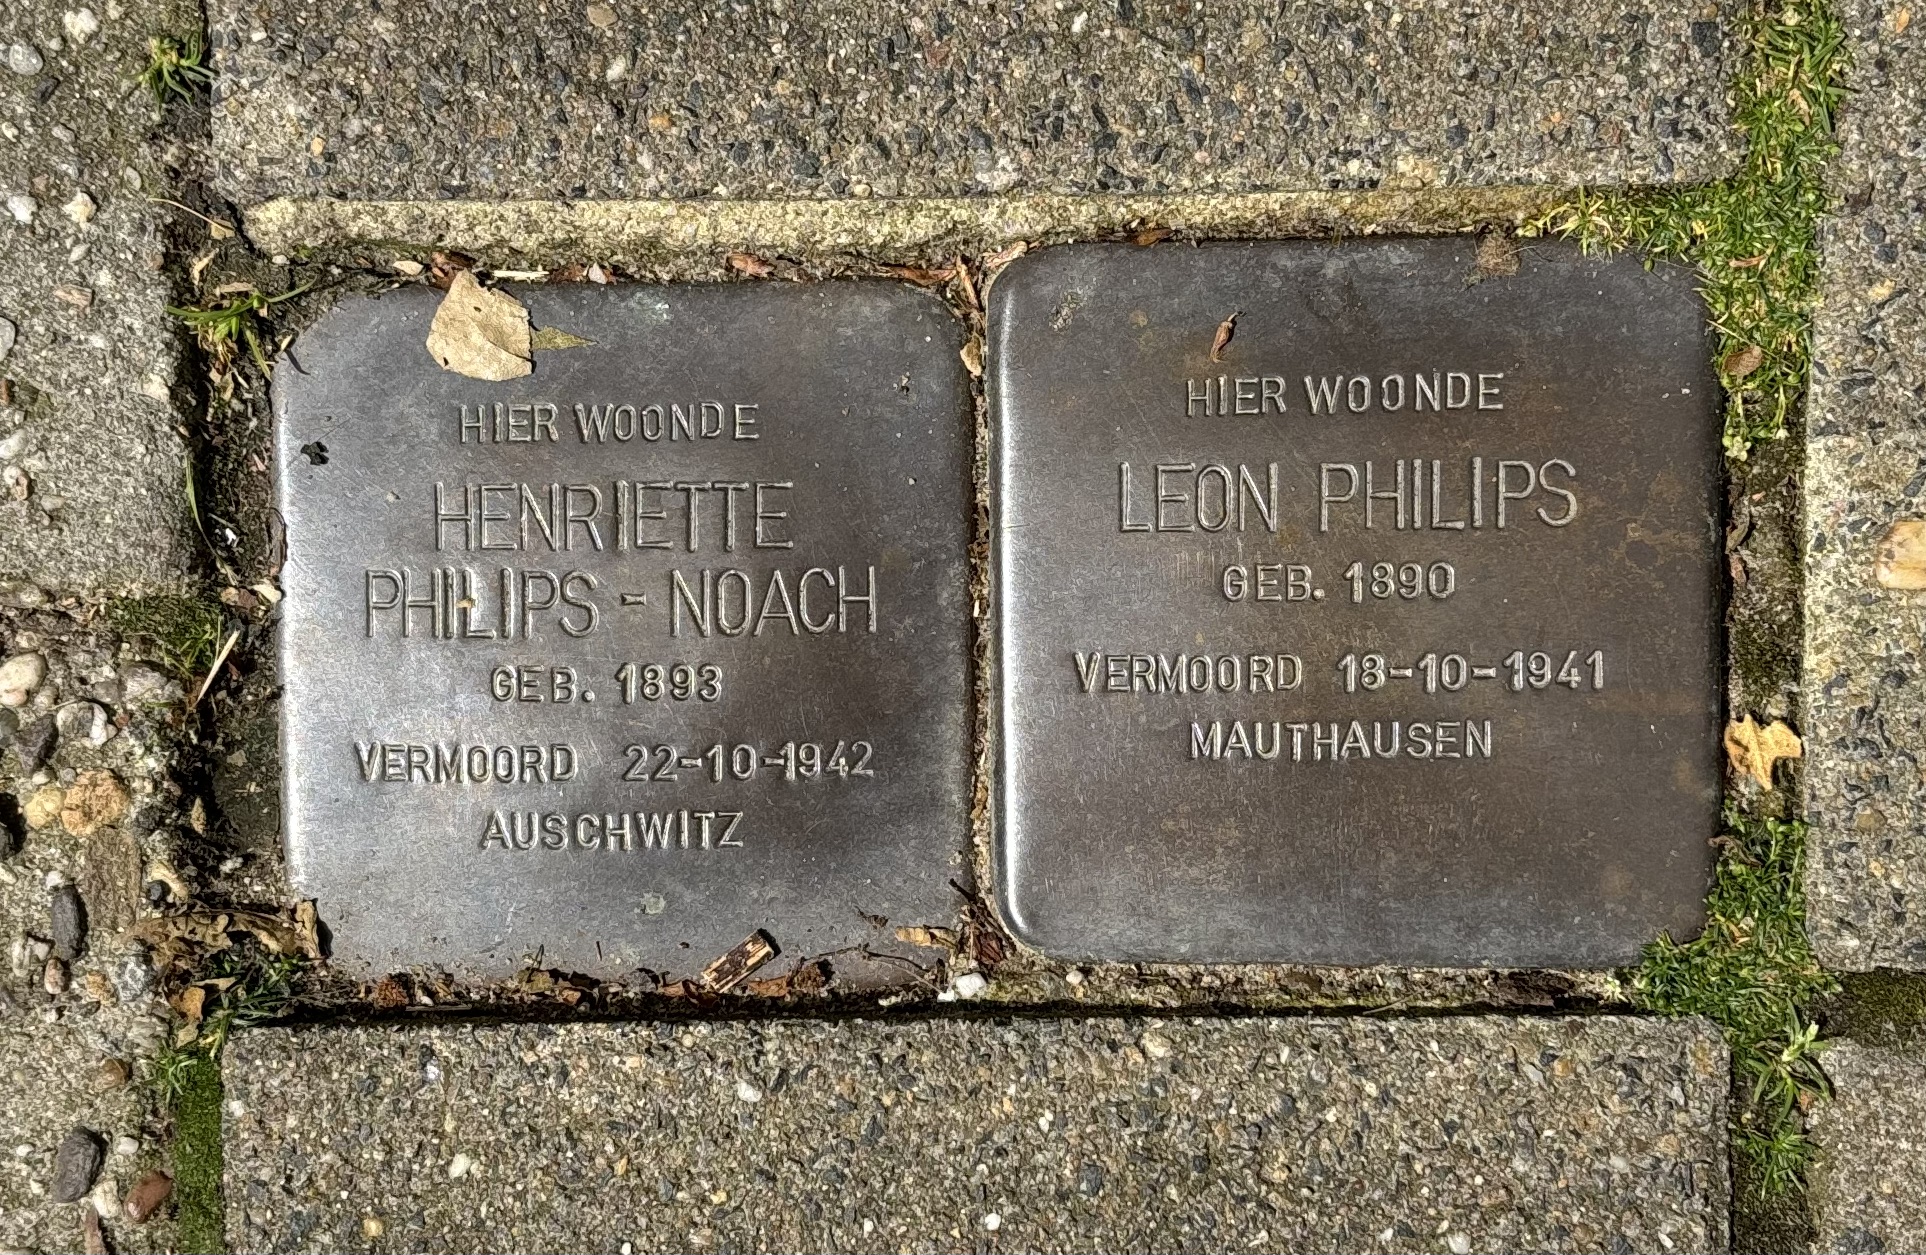 HIER WOONDE
HENRIETTE
PHILIPS - NOACH
GEB. 1893
VERMOORD 22-10-1942
AUSCHWITZ
HIER WOONDE
LEON PHILIPS
GEB. 1890
VERMOORD 18-10-1941
MAUTHAUSEN